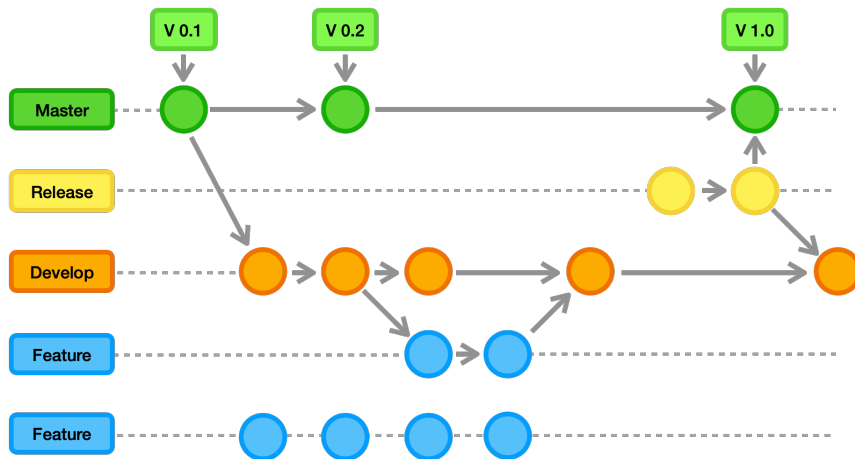 V 0.1
V 0.2
V 1.0
Master
Release
Develop
Feature
Feature